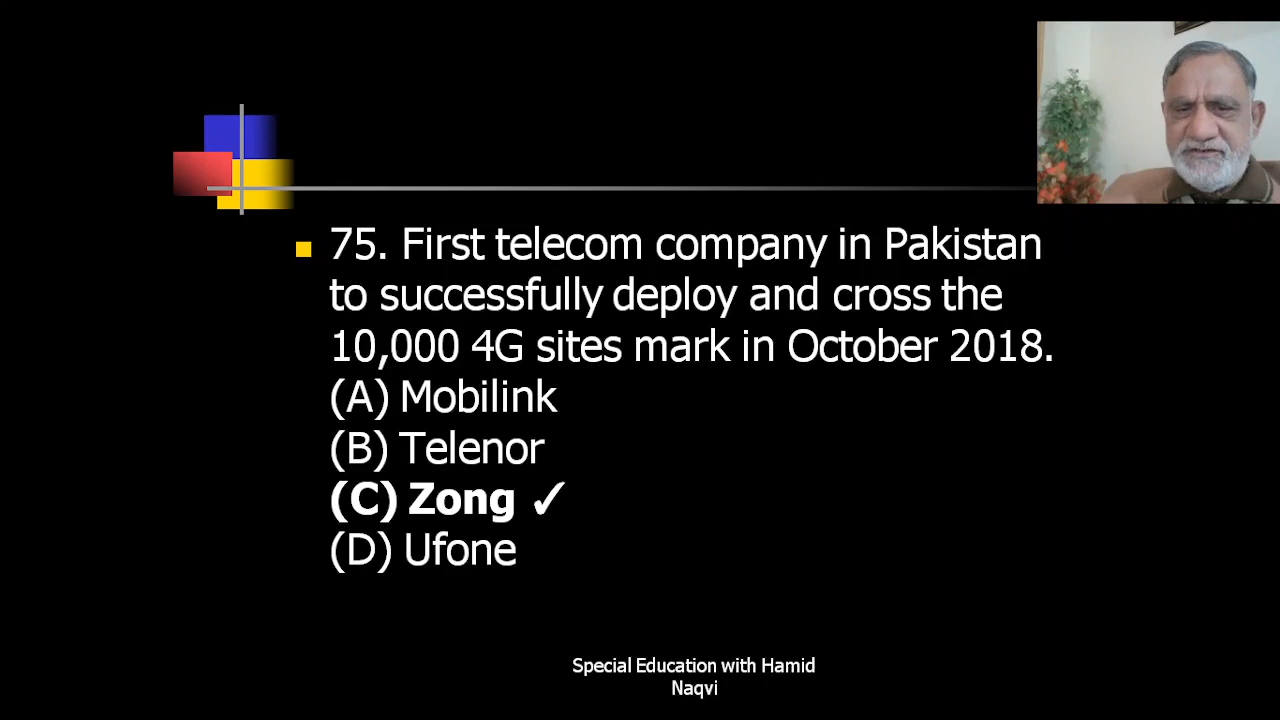 75. First telecom company in Pakistan
to successfully deploy and cross the
10,000 4G sites mark in October 2018.
(A) Mobilink
(B) Telenor
(C) Zong ✓
(D) Ufone
Special Education with Hamid
Naqvi